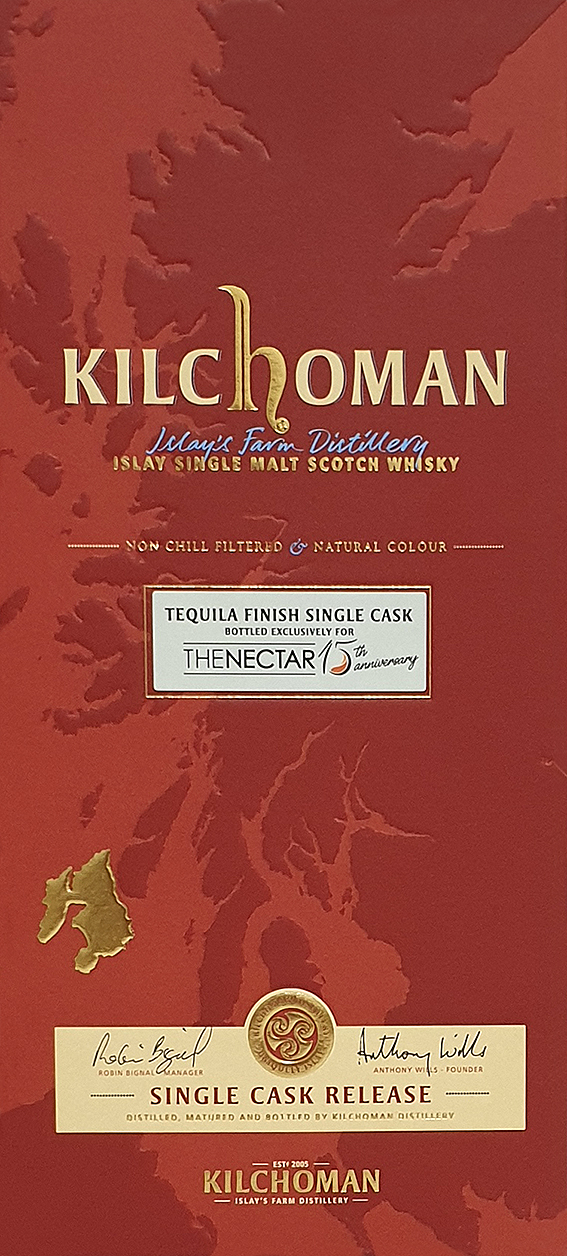 KILCHOMAN
Islay's Farm Distillery
ISLAY SINGLE MALT SCOTCH WHISKY
NON CHILL FILTERED & NATURAL COLOUR
TEQUILA FINISH SINGLE CASK
BOTTLED EXCLUSIVELY FOR
THENECTAR 15th anniversary
Robin Bignal Anthony Wills
ROBIN BIGNAL - MANAGER ANTHONY WILLS - FOUNDER
SINGLE CASK RELEASE
DISTILLED, MATURED AND BOTTLED BY KILCHOMAN DISTILLERY
ESTD 2005
KILCHOMAN
ISLAY'S FARM DISTILLERY